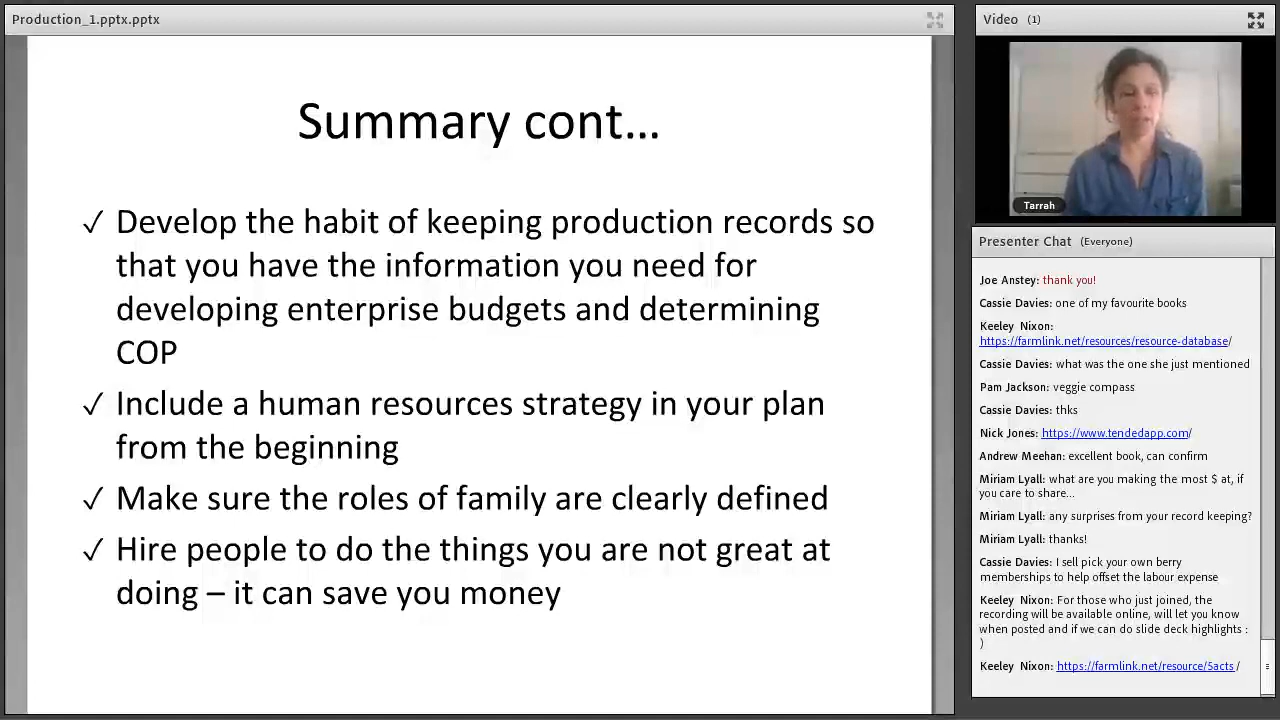 Production_1.pptx.pptx
Summary cont...
✓ Develop the habit of keeping production records so
that you have the information you need for
developing enterprise budgets and determining
COP
✓ Include a human resources strategy in your plan
from the beginning
✓ Make sure the roles of family are clearly defined
✓ Hire people to do the things you are not great at
doing – it can save you money
Video (1)
Tarrah
Presenter Chat (Everyone)
Joe Anstey: thank you!
Cassie Davies: one of my favourite books
Keeley Nixon:
https://farmlink.net/resources/resource-database/
Cassie Davies: what was the one she just mentioned
Pam Jackson: veggie compass
Cassie Davies: thks
Nick Jones: https://www.tendedapp.com/
Andrew Meehan: excellent book, can confirm
Miriam Lyall: what are you making the most $ at, if
you care to share...
Miriam Lyall: any surprises from your record keeping?
Miriam Lyall: thanks!
Cassie Davies: I sell pick your own berry
memberships to help offset the labour expense
Keeley Nixon: For those who just joined, the
recording will be available online, will let you know
when posted and if we can do slide deck highlights :
)
Keeley Nixon: https://farmlink.net/resource/5acts/